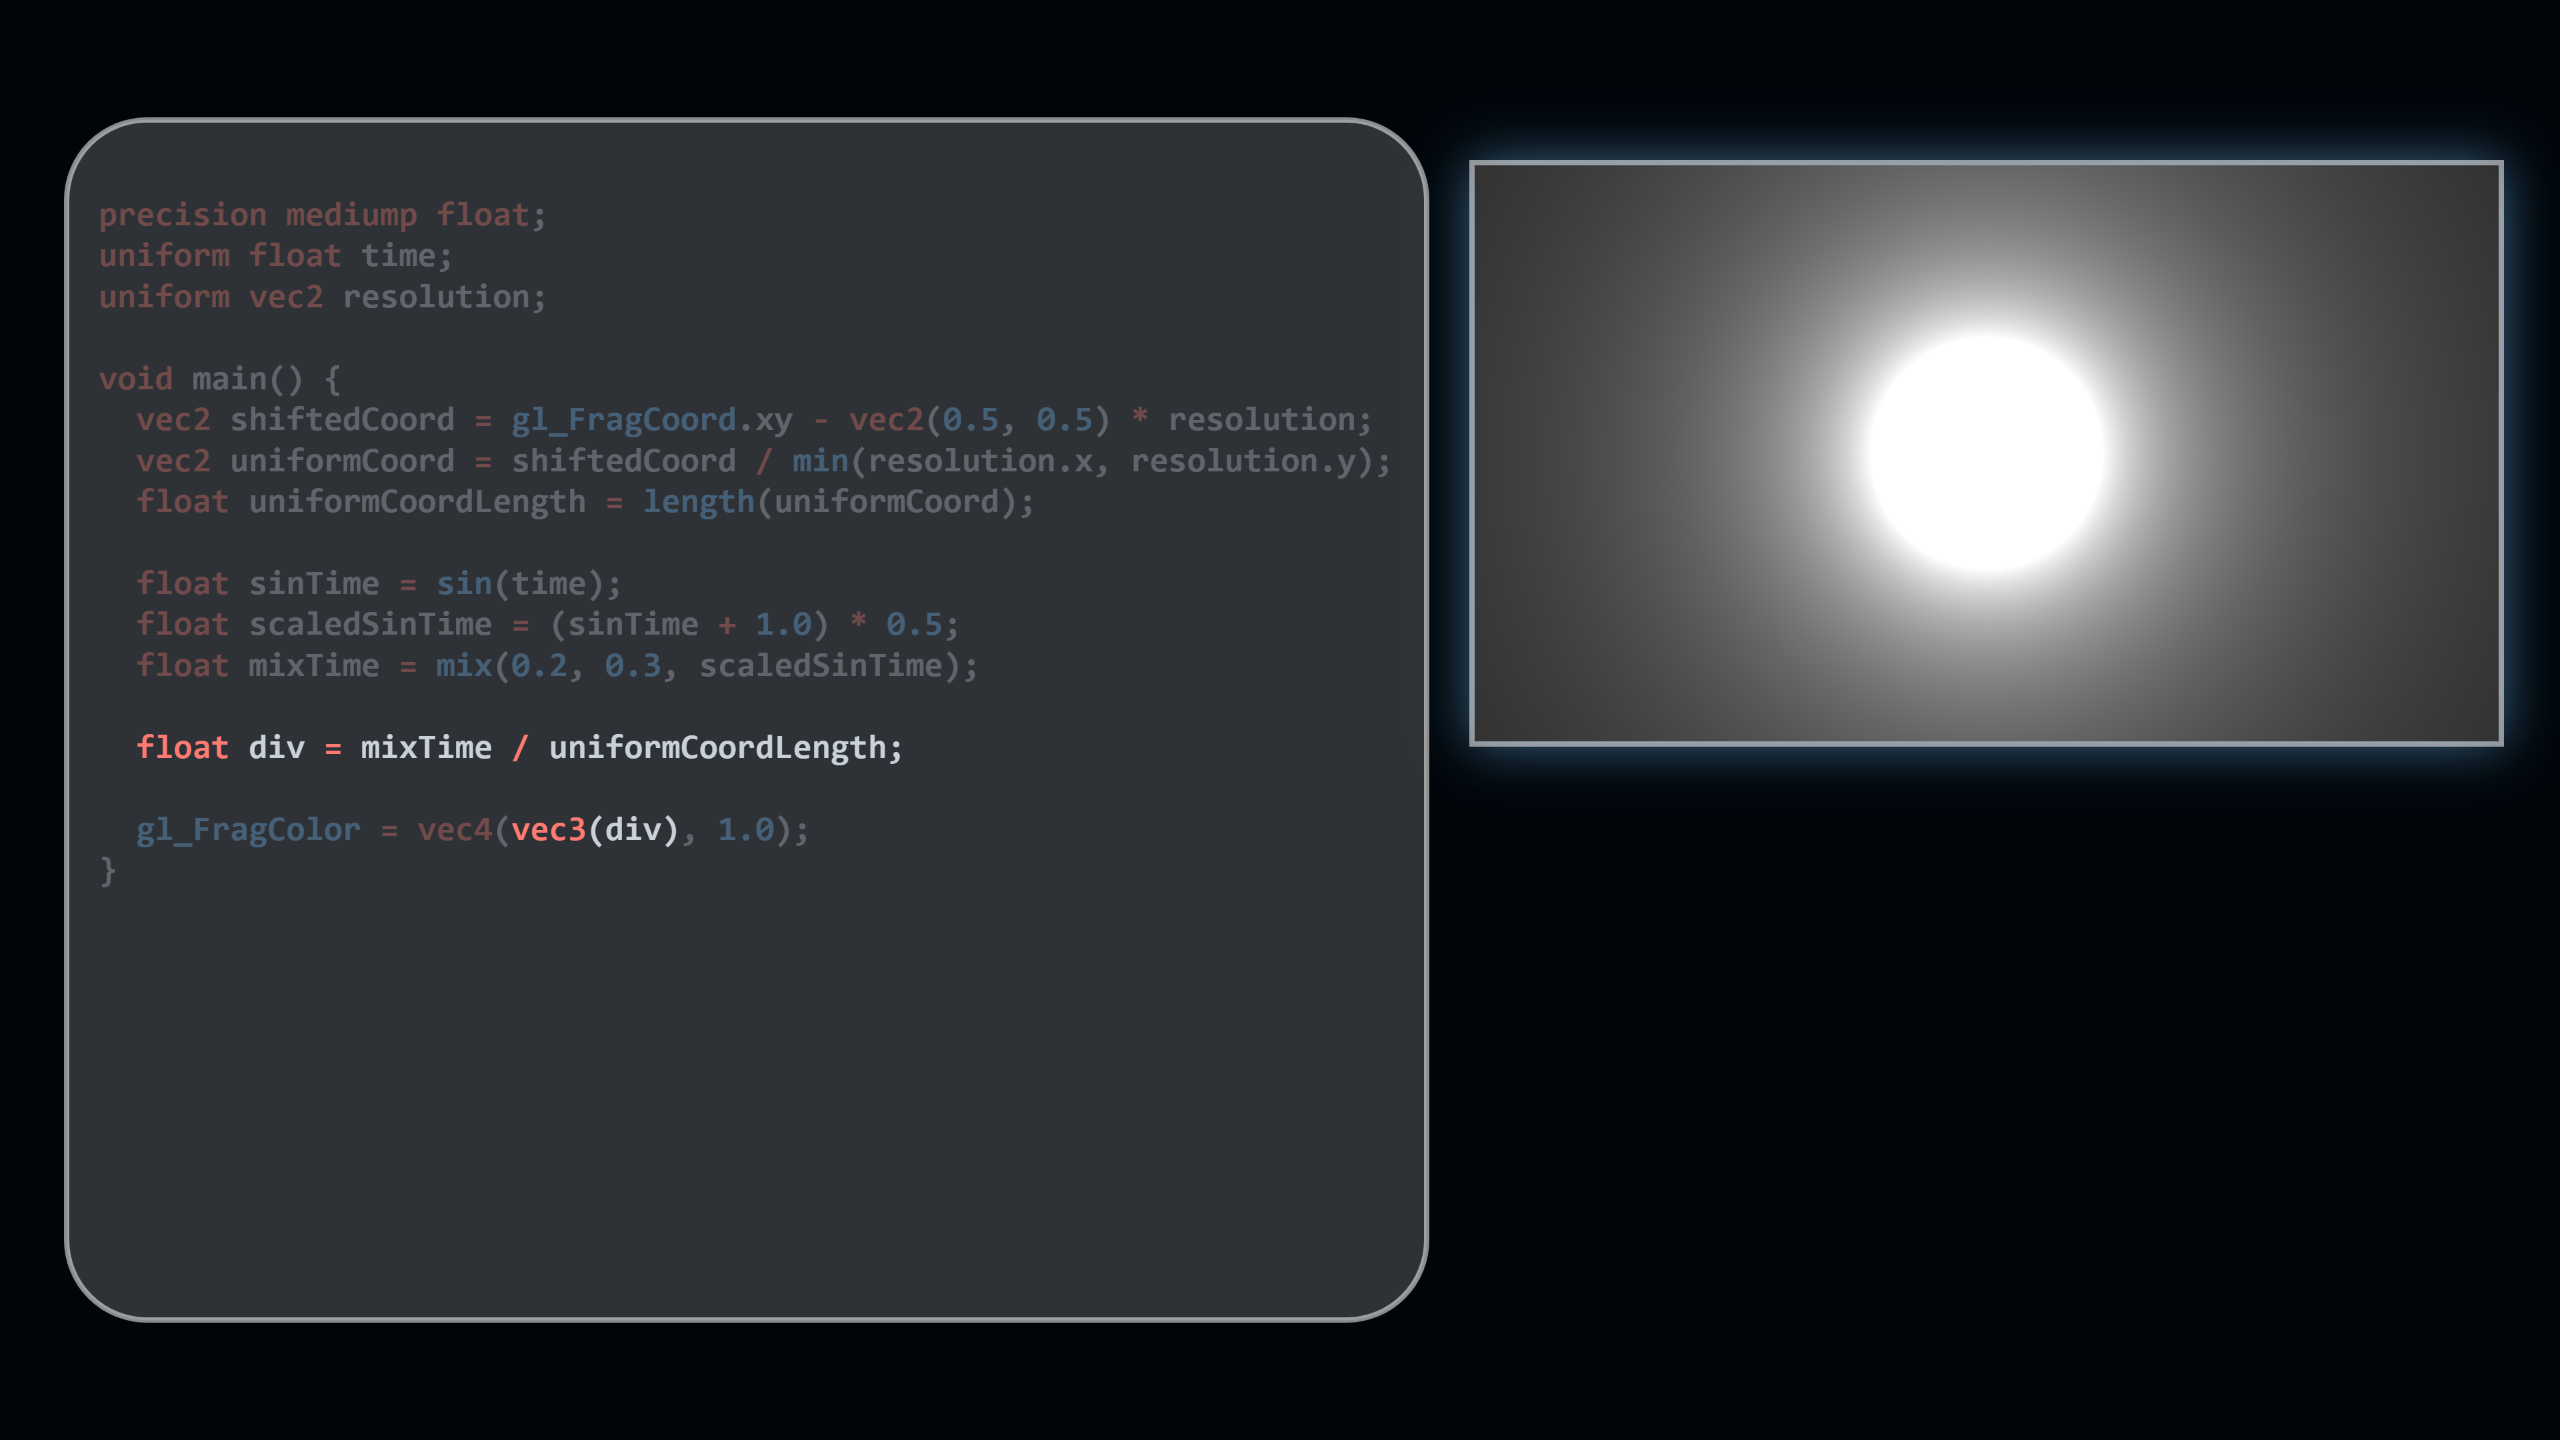 precision mediump float;
uniform float time;
uniform vec2 resolution;
void main() {
vec2 shiftedCoord = gl_FragCoord.xy - vec2(0.5, 0.5) * resolution;
vec2 uniformCoord = shiftedCoord / min(resolution.x, resolution.y);
float uniformCoordLength = length(uniformCoord);
float sinTime = sin(time);
float scaledSinTime = (sinTime + 1.0) * 0.5;
float mixTime = mix(0.2, 0.3, scaledSinTime);
float div = mixTime / uniformCoordLength;
gl_FragColor = vec4(vec3(div), 1.0);
}